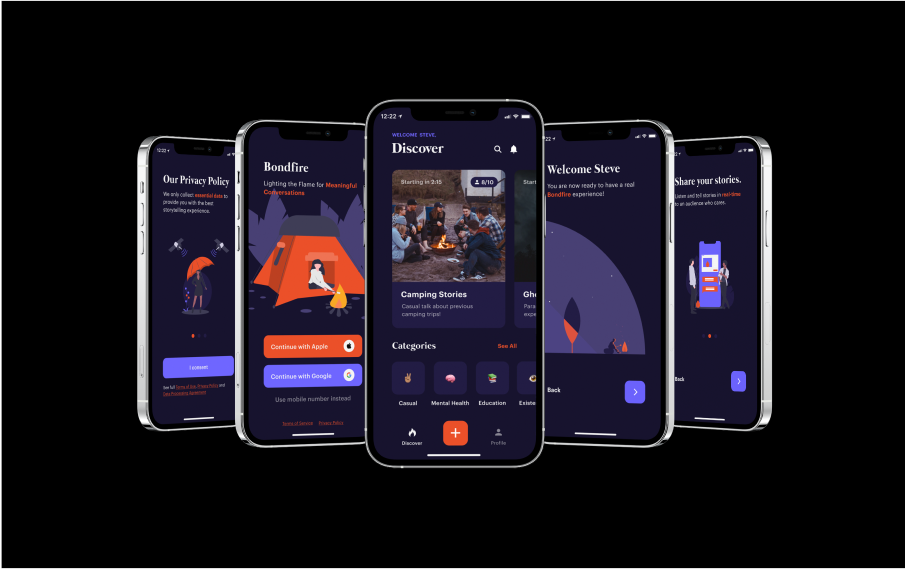 12:22
Our Privacy Policy
We only collect essential data to
provide you with the best
storytelling experience.
I consent
See full Terms of Use, Privacy Policy and
Data Processing Agreement
Bondfire
Lighting the Flame for Meaningful
Conversations
Continue with Apple
Continue with Google
G
Use mobile number instead
Terms of Service Privacy Policy
12:22
WELCOME STEVE,
Discover
Starting in 2:15
8/10
Start
Camping Stories
Casual talk about previous
camping trips!
Gho
Para
expe
Categories
See All
Casual
Mental Health
Education
Existe
Discover
+
Profile
:22
Welcome Steve
You are now ready to have a real
Bondfire experience!
Back
Share your stories.
Listen and tell stories in real-time
to an audience who cares.
Back